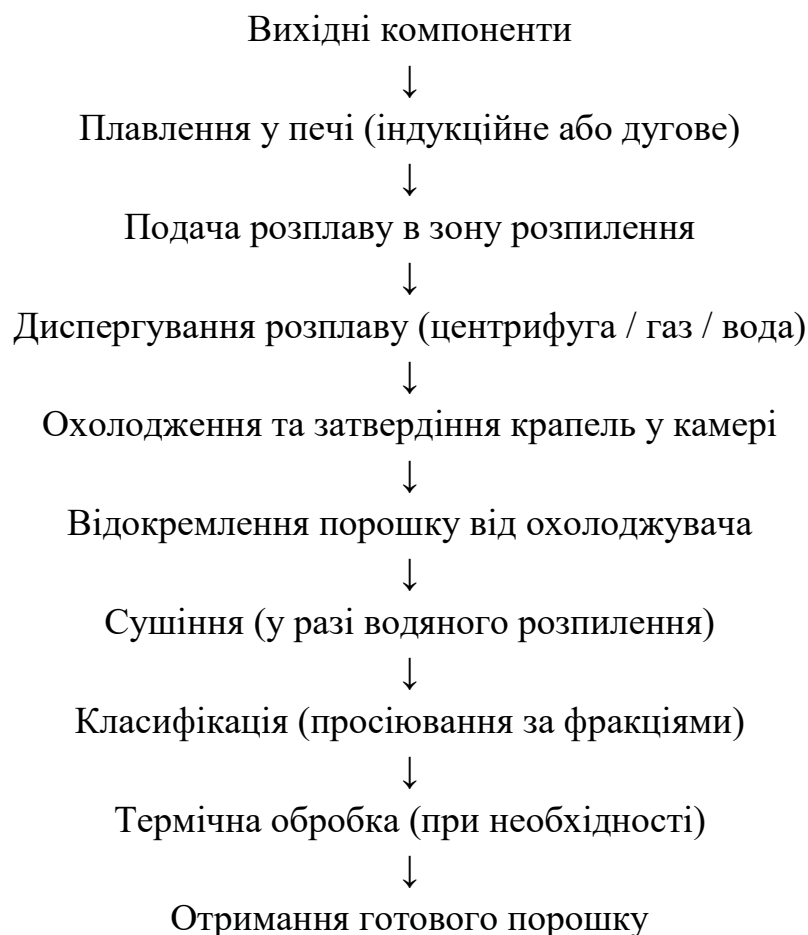 Вихідні компоненти
↓
Плавлення у печі (індукційне або дугове)
↓
Подача розплаву в зону розпилення
↓
Диспергування розплаву (центрифуга / газ / вода)
↓
Охолодження та затвердіння крапель у камері
↓
Відокремлення порошку від охолоджувача
↓
Сушіння (у разі водяного розпилення)
↓
Класифікація (просіювання за фракціями)
↓
Термічна обробка (при необхідності)
↓
Отримання готового порошку